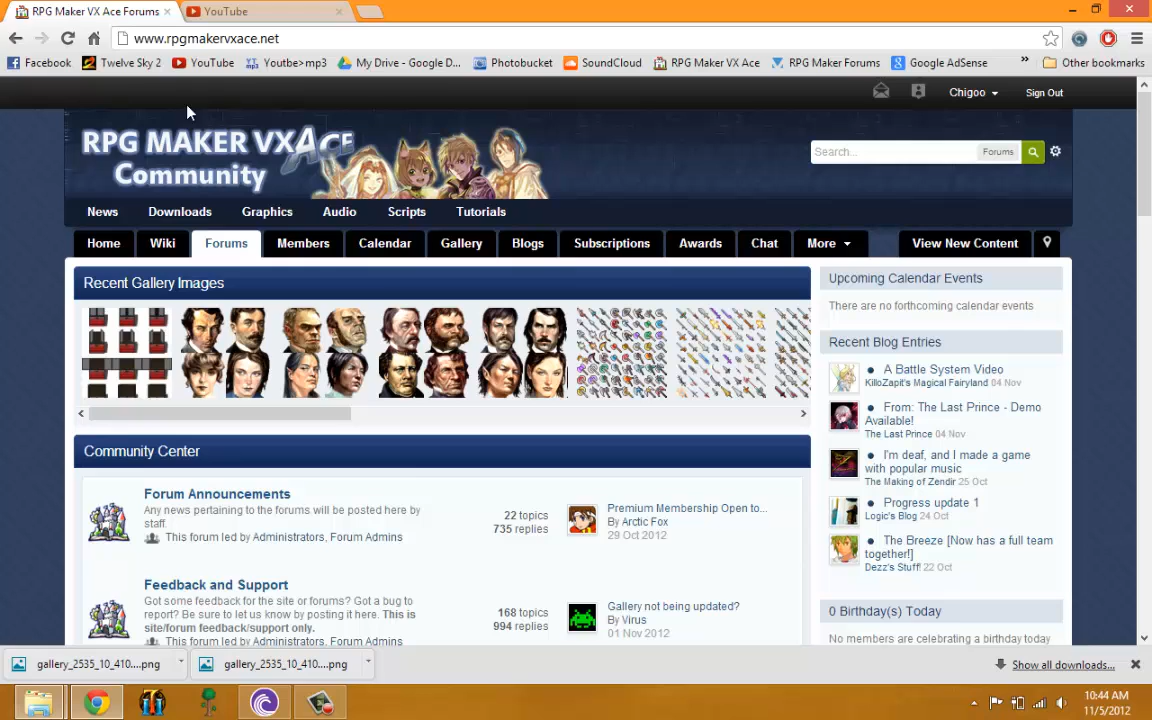 RPG Maker VX Ace Forums
YouTube
www.rpgmakervxace.net
Facebook
Twelve Sky 2
YouTube
Youtbe>mp3
My Drive - Google D...
Photobucket
SoundCloud
RPG Maker VX Ace
RPG Maker Forums
Google AdSense
»
Other bookmarks
Chigoo
Sign Out
RPG MAKER VX Ace
Community
Search...
Forums
News
Downloads
Graphics
Audio
Scripts
Tutorials
Home
Wiki
Forums
Members
Calendar
Gallery
Blogs
Subscriptions
Awards
Chat
More
View New Content
Recent Gallery Images
Community Center
Forum Announcements
Any news pertaining to the forums will be posted here by
staff.
This forum led by Administrators, Forum Admins
22 topics
735 replies
Premium Membership Open to...
By Arctic Fox
29 Oct 2012
Feedback and Support
Got some feedback for the site or forums? Got a bug to
report? Be sure to let us know by posting it here. This is
site/forum feedback/support only.
This forum led by Administrators, Forum Admins
168 topics
994 replies
Gallery not being updated?
By Virus
01 Nov 2012
Upcoming Calendar Events
There are no forthcoming calendar events
Recent Blog Entries
A Battle System Video
KilloZapit's Magical Fairyland 04 Nov
From: The Last Prince - Demo
Available!
The Last Prince 04 Nov
I'm deaf, and I made a game
with popular music
The Making of Zendir 25 Oct
Progress update 1
Logic's Blog 24 Oct
The Breeze [Now has a full team
together!]
Dezz's Stuff! 22 Oct
0 Birthday(s) Today
No members are celebrating a birthday today
gallery_2535_10_410....png
gallery_2535_10_410....png
Show all downloads...
10:44 AM
11/5/2012